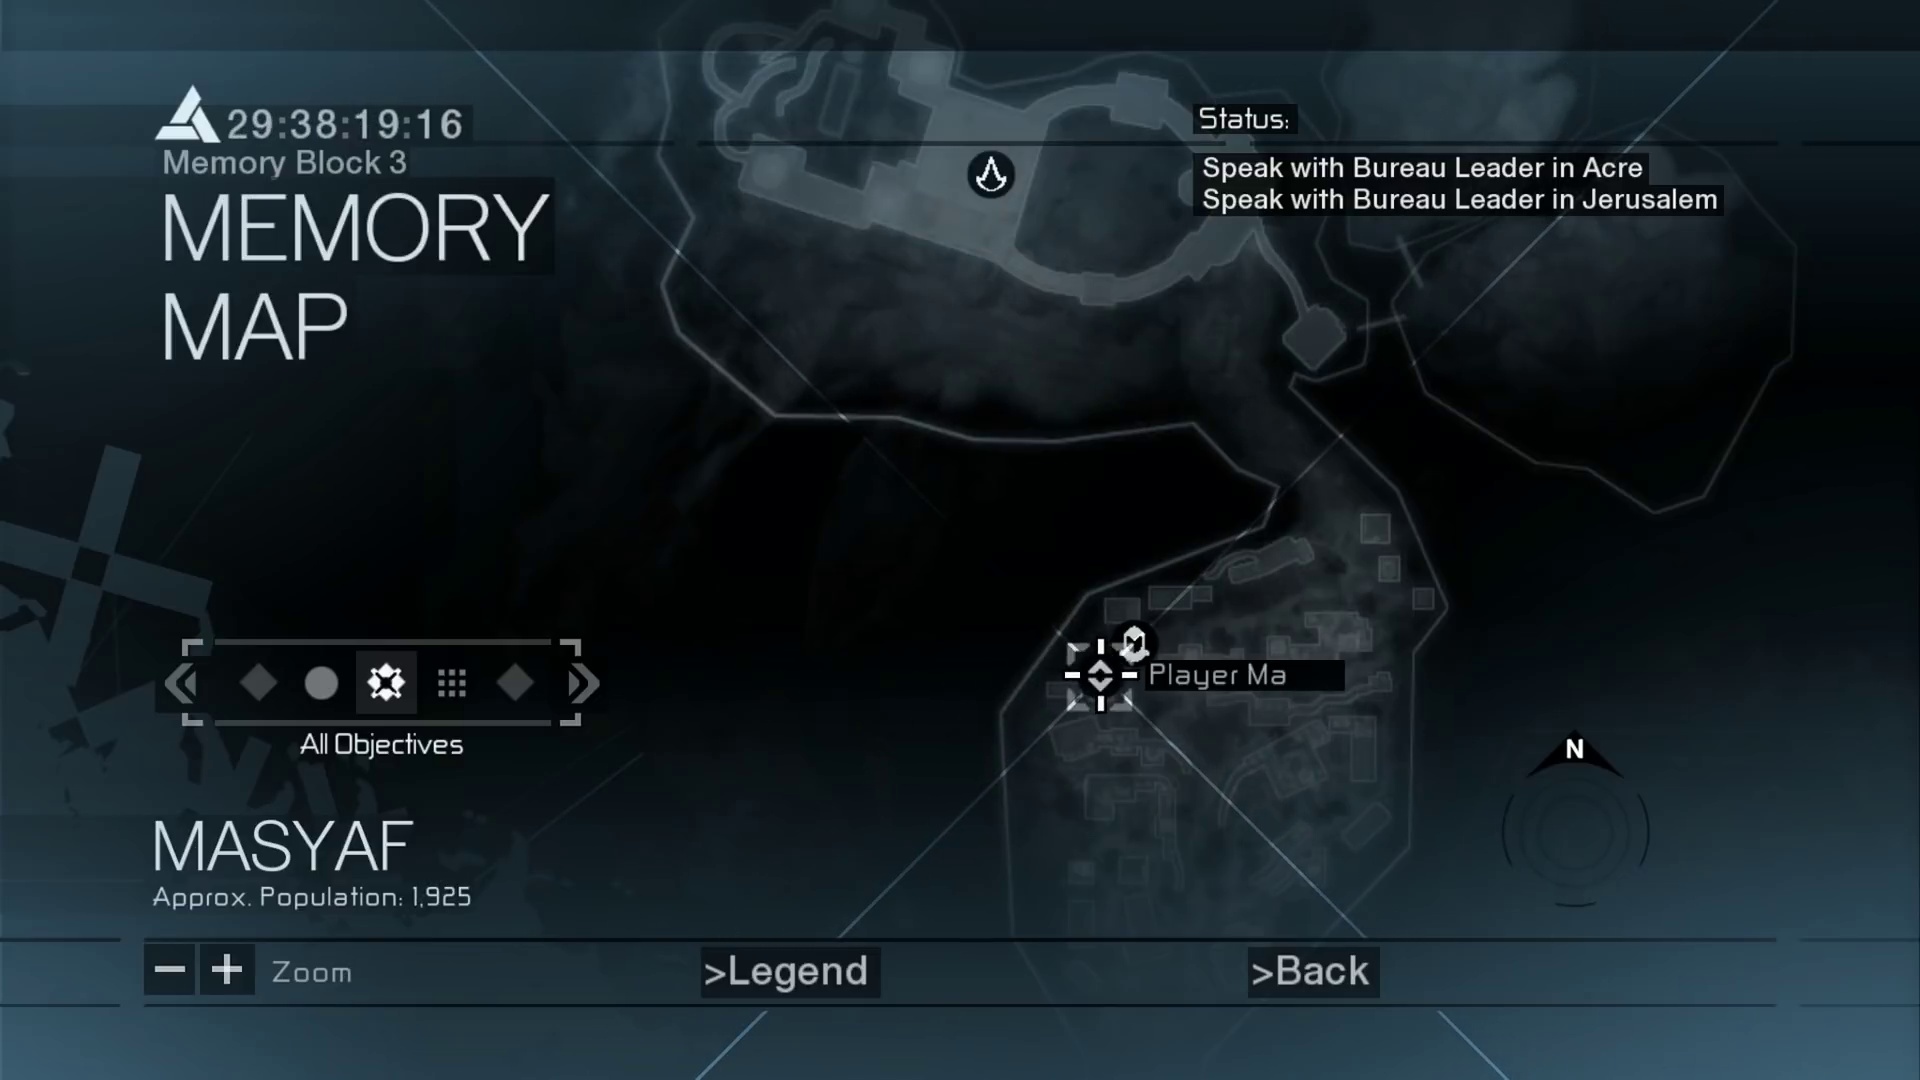 29:38:19:16
Memory Block 3
MEMORY
MAP
Status:
Speak with Bureau Leader in Acre
Speak with Bureau Leader in Jerusalem
Player Ma
All Objectives
N
MASYAF
Approx. Population: 1,925
Zoom
>Legend
>Back